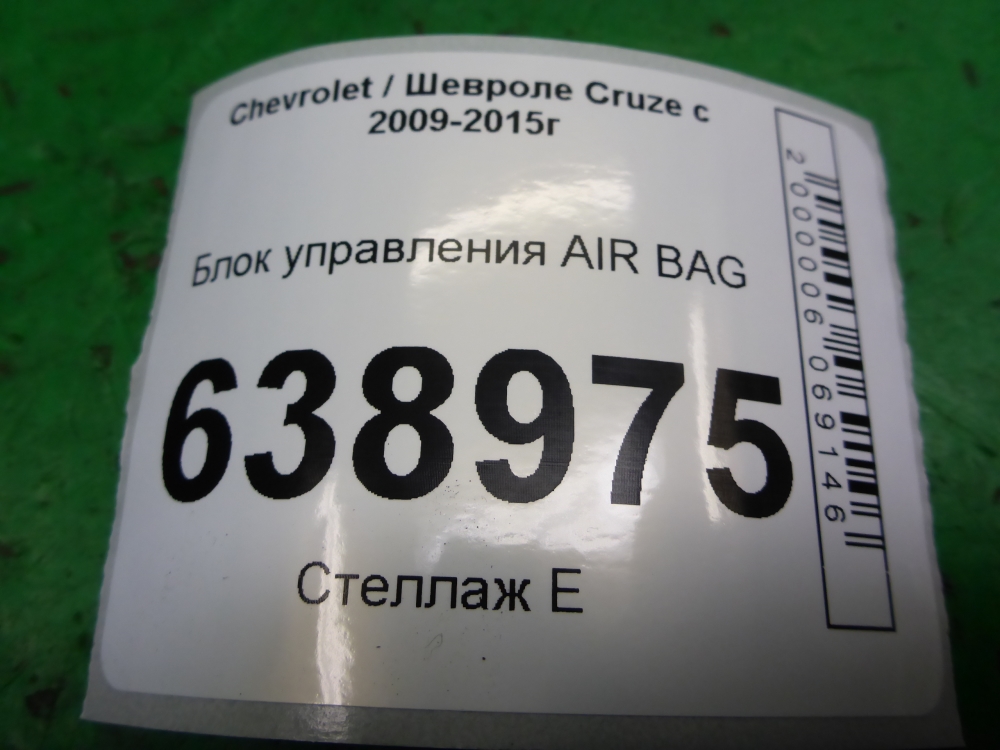 Chevrolet / Шевроле Cruze с
2009-2015г
Блок управления AIR BAG
638975
Стеллаж E
2000006069146